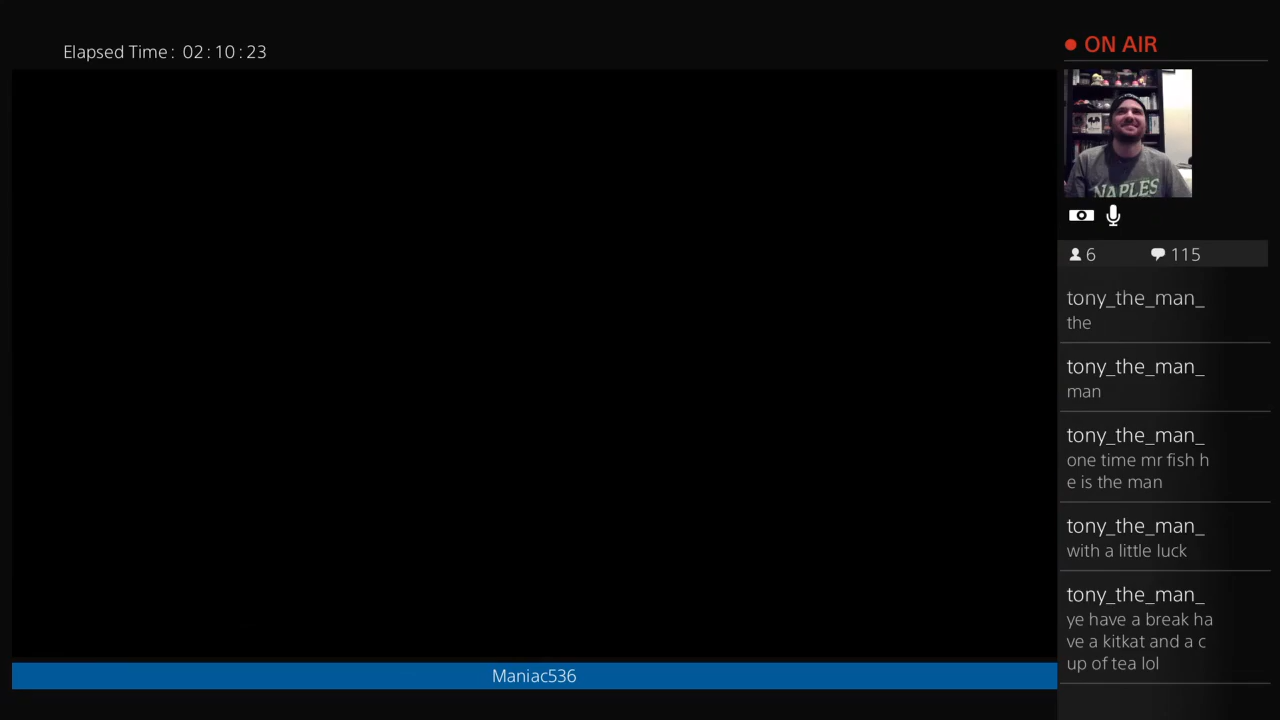 Elapsed Time: 02:10:23
ON AIR
NAPLES
6 115
tony_the_man_
the
tony_the_man_
man
tony_the_man_
one time mr fish h
e is the man
tony_the_man_
with a little luck
tony_the_man_
ye have a break ha
ve a kitkat and a c
up of tea lol
Maniac536